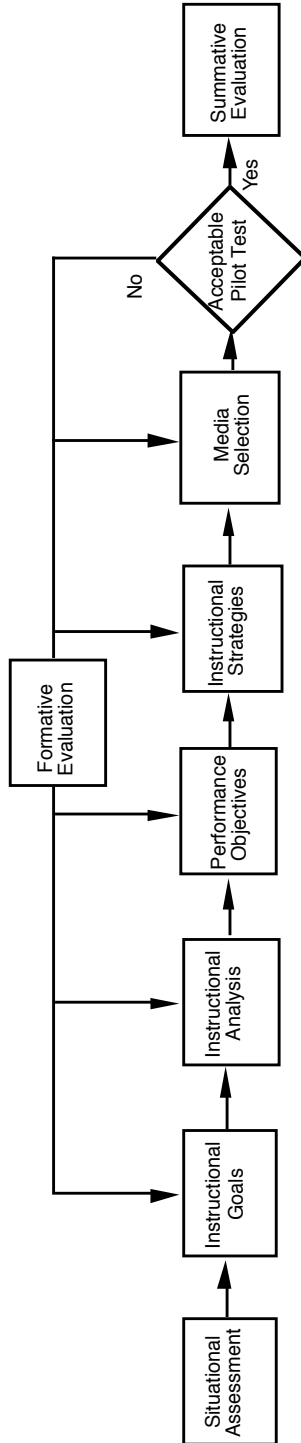 Formative
Evaluation
No
Situational
Assessment
Instructional
Goals
Instructional
Analysis
Performance
Objectives
Instructional
Strategies
Media
Selection
Acceptable
Pilot Test
Yes
Summative
Evaluation